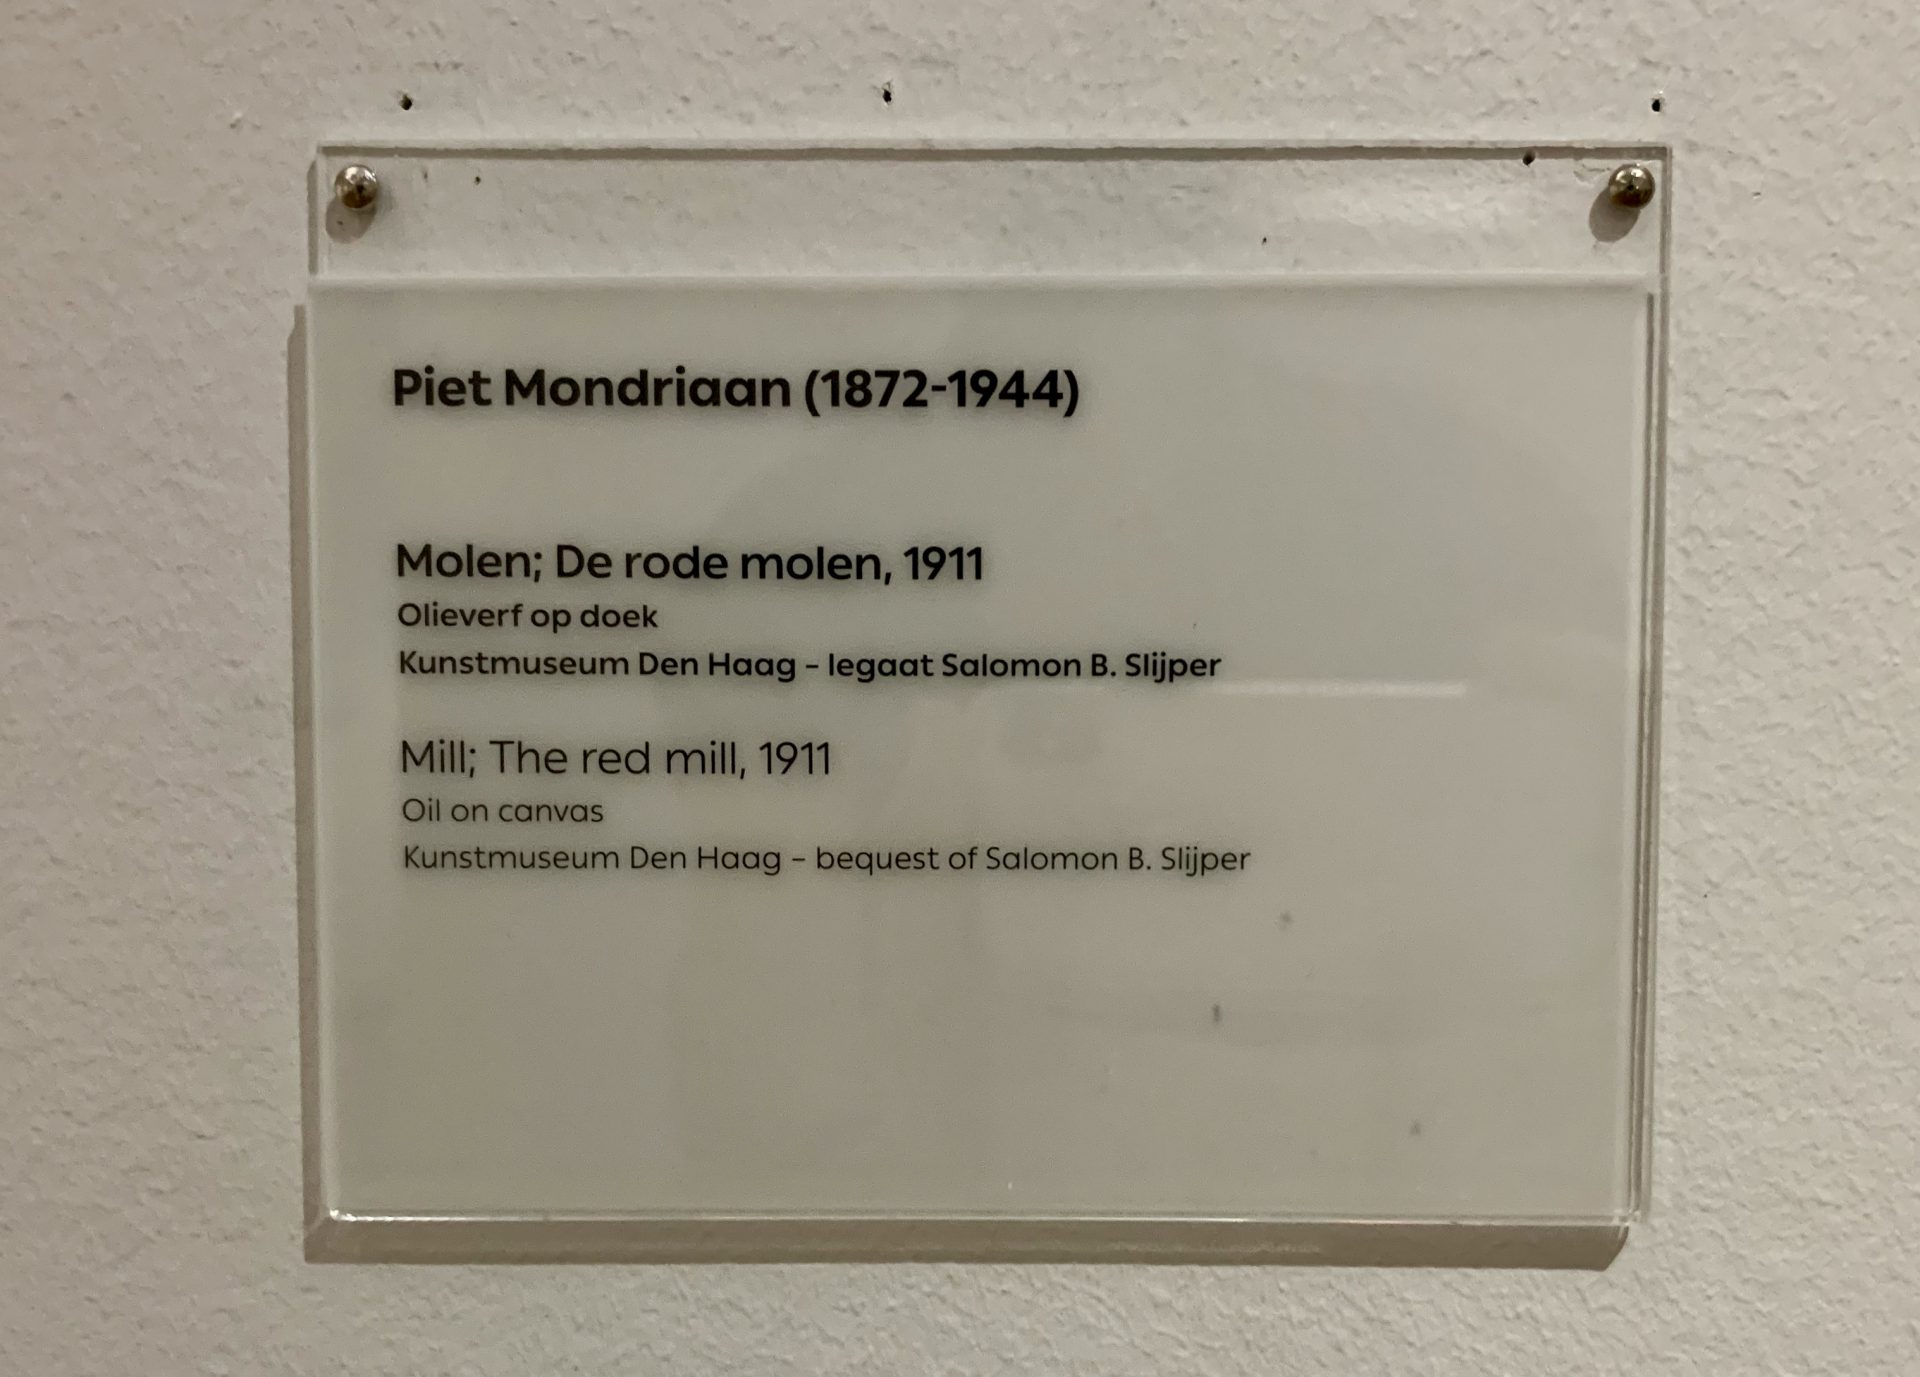 Piet Mondriaan (1872-1944)
Molen; De rode molen, 1911
Olieverf op doek
Kunstmuseum Den Haag – legaat Salomon B. Slijper
Mill; The red mill, 1911
Oil on canvas
Kunstmuseum Den Haag – bequest of Salomon B. Slijper